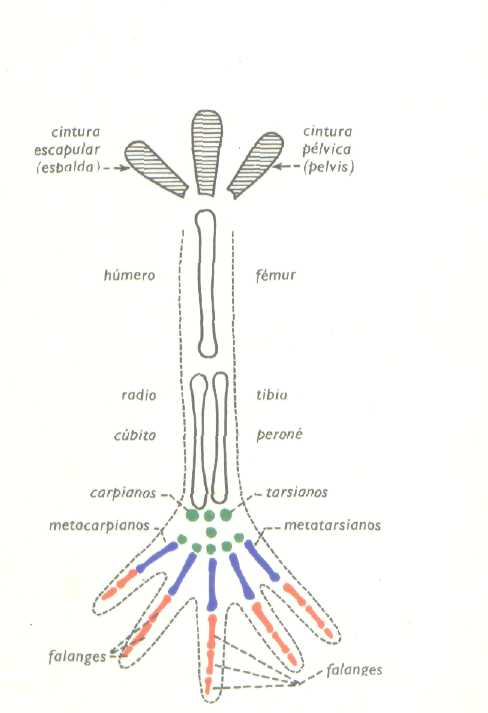 cintura
escapular
(esbalda)
cintura
pélvica
(pelvis)
húmero
fémur
radio
tibia
cúbito
peroné
carpianos
tarsianos
metacarpianos
metatarsianos
falanges
falanges